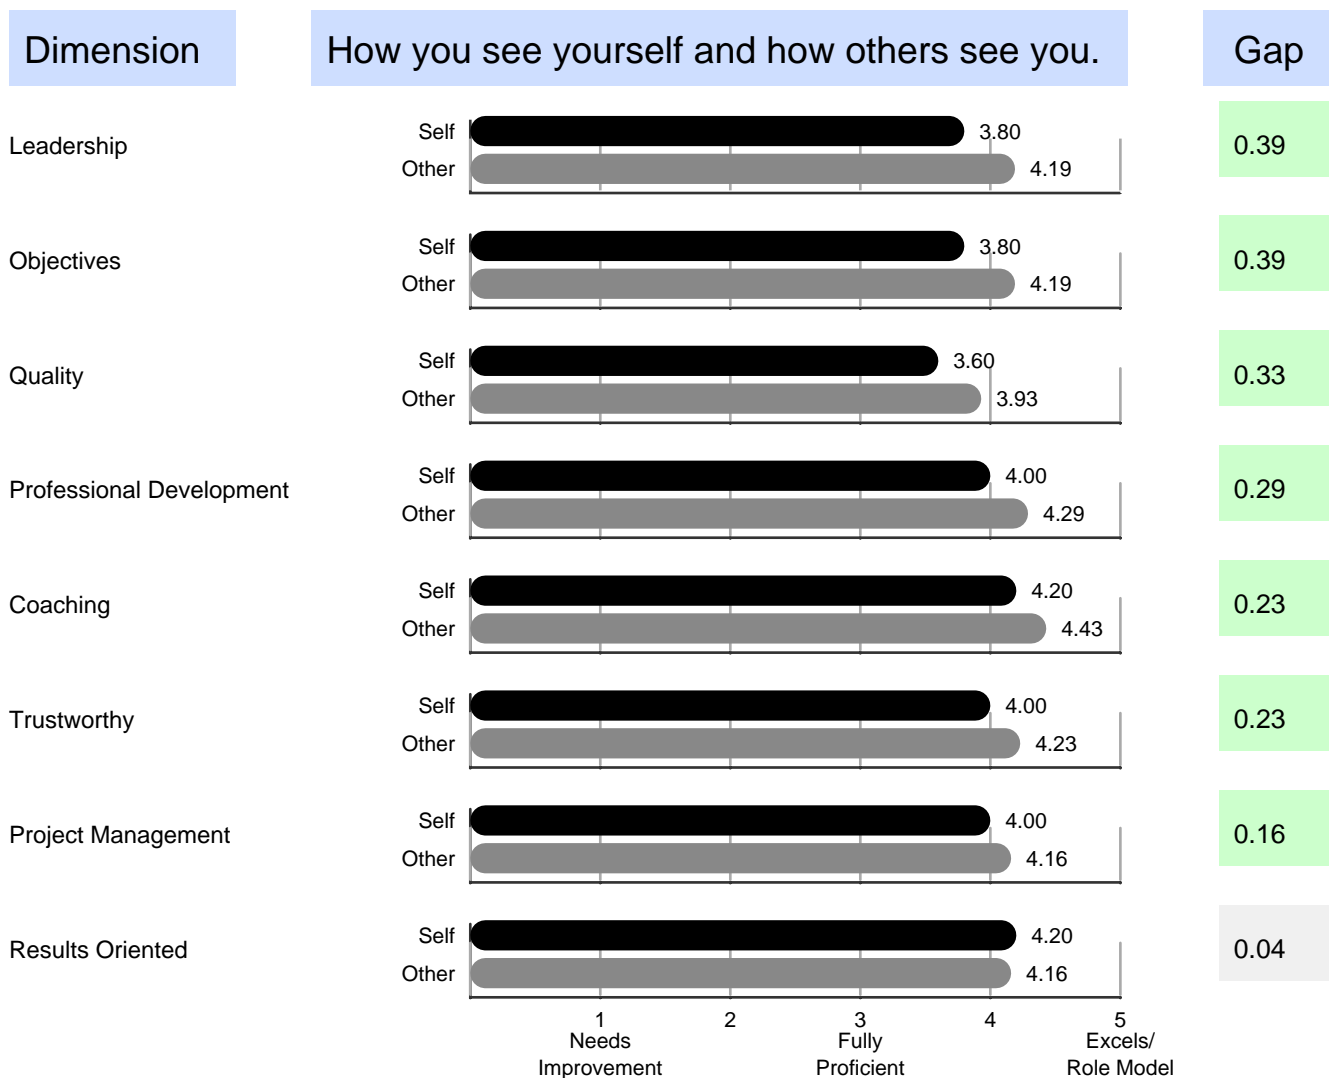 Dimension How you see yourself and how others see you. Gap
Leadership
Self 3.80
Other 4.19
0.39
Objectives
Self 3.80
Other 4.19
0.39
Quality
Self 3.60
Other 3.93
0.33
Professional Development
Self 4.00
Other 4.29
0.29
Coaching
Self 4.20
Other 4.43
0.23
Trustworthy
Self 4.00
Other 4.23
0.23
Project Management
Self 4.00
Other 4.16
0.16
Results Oriented
Self 4.20
Other 4.16
0.04
1 2 3 4 5
Needs Fully Excels/
Improvement Proficient Role Model